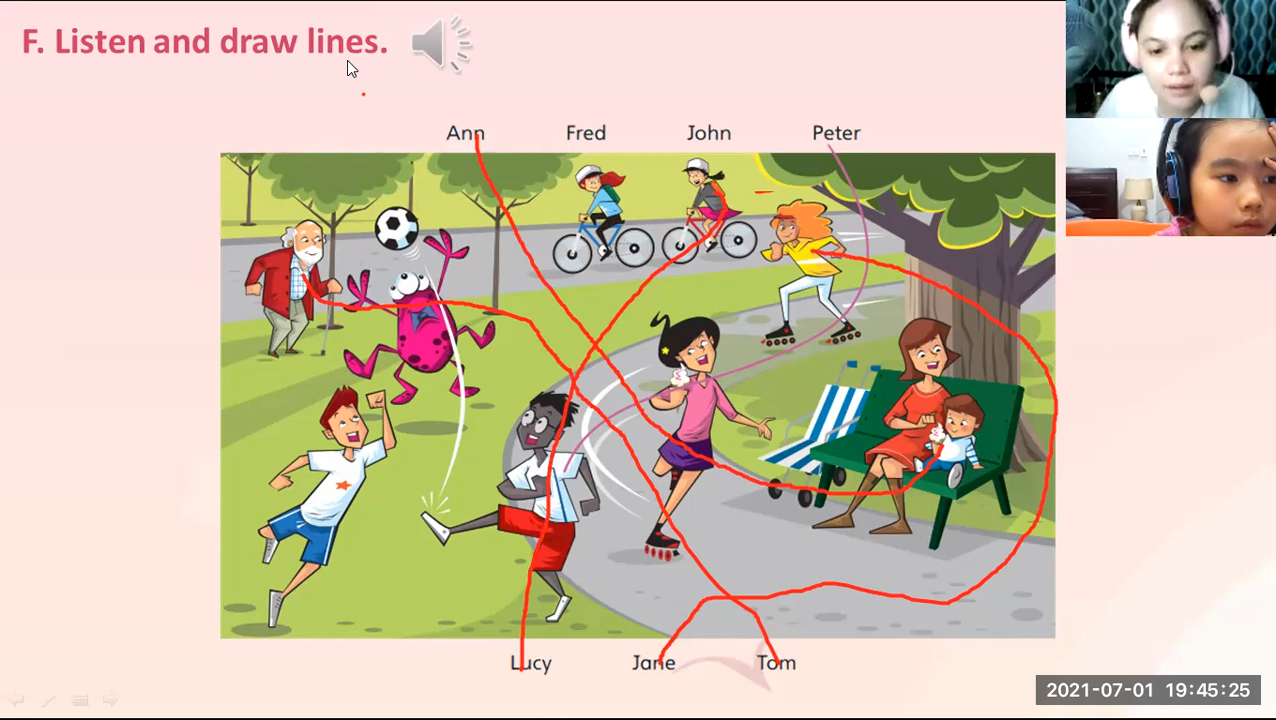 F. Listen and draw lines.
Ann Fred John Peter
Lucy Jane Tom
2021-07-01 19:45:25